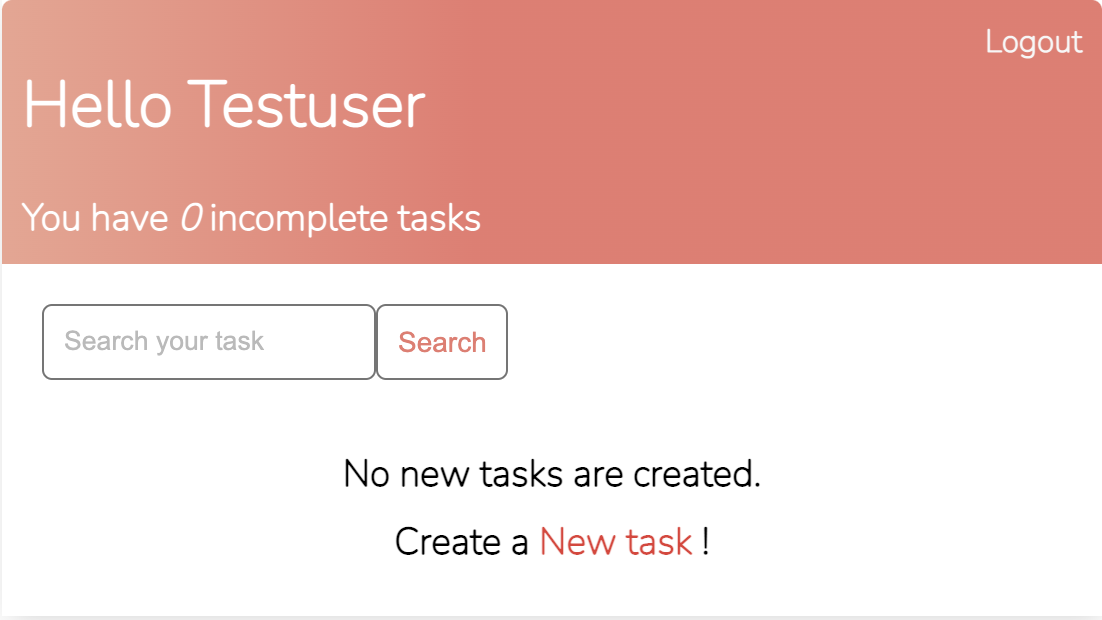 Logout
Hello Testuser
You have 0 incomplete tasks
Search your task
Search
No new tasks are created.
Create a New task !